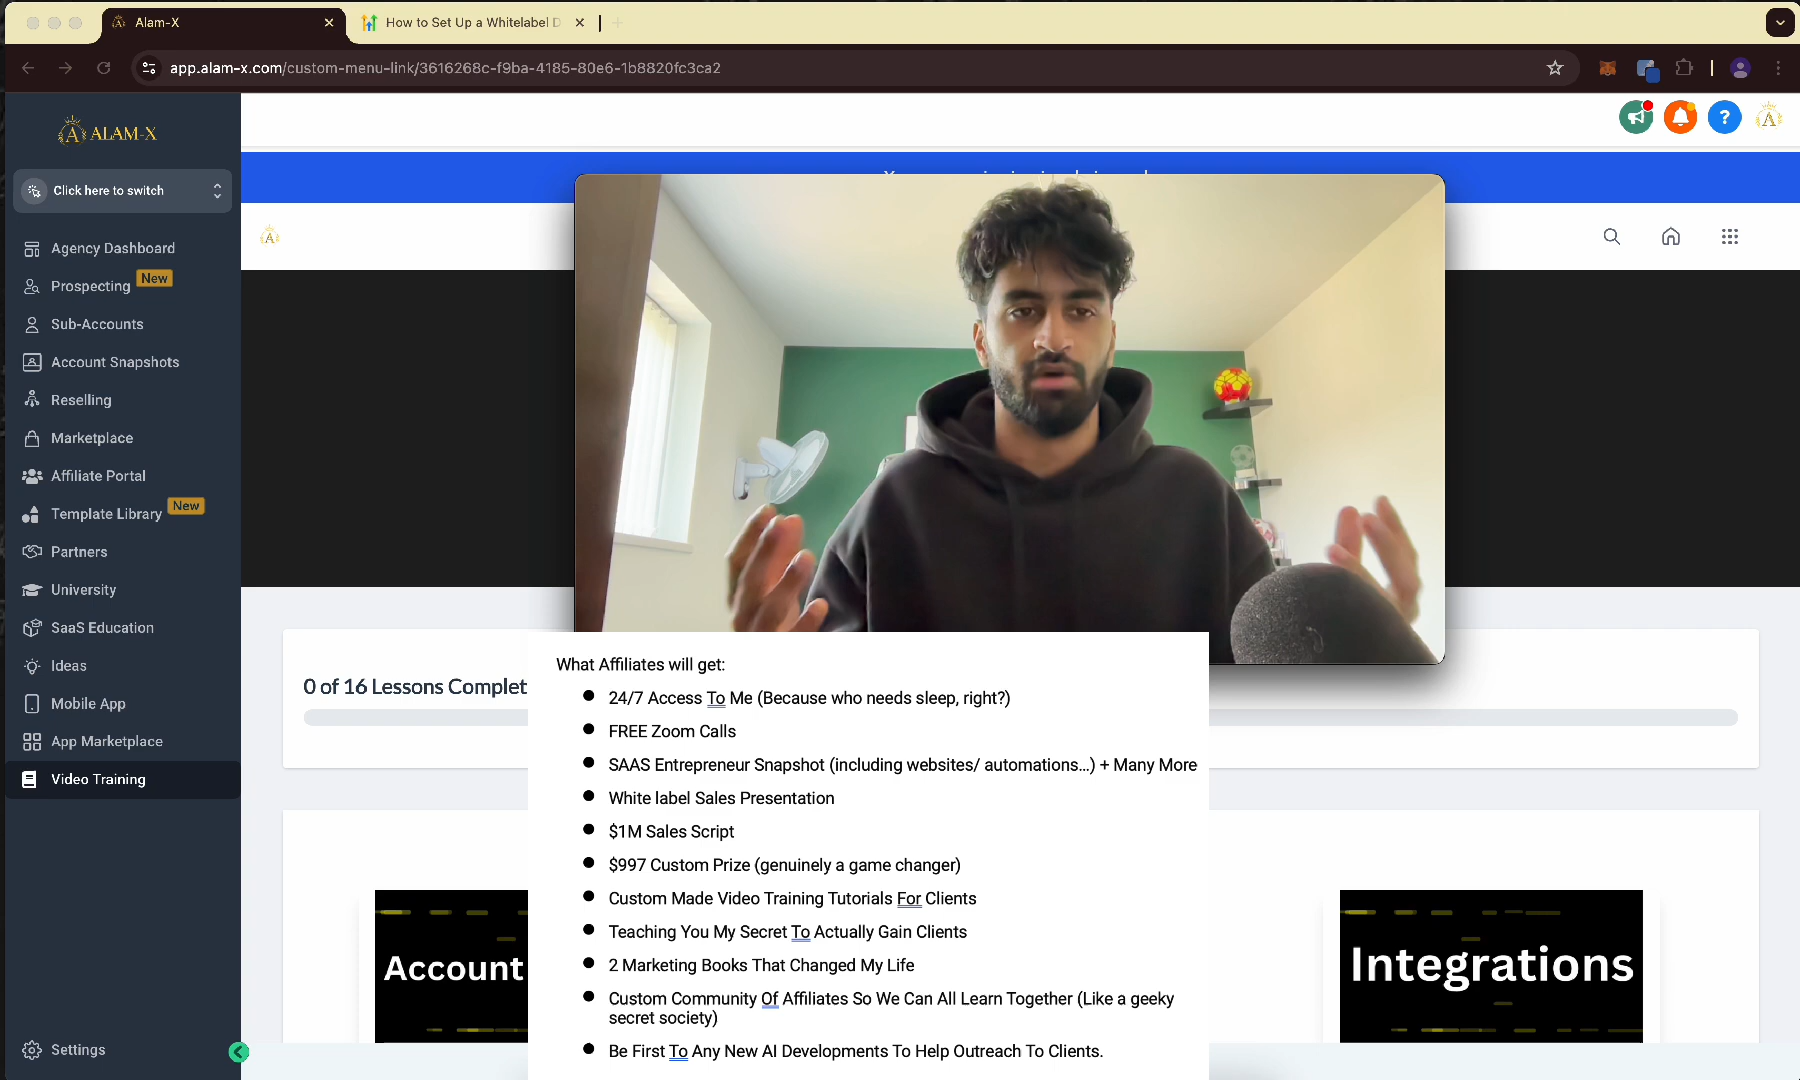 Alam-X
How to Set Up a Whitelabel D
app.alam-x.com/custom-menu-link/3616268c-f9ba-4185-80e6-1b8820fc3ca2
ALAM-X
Click here to switch
Agency Dashboard
Prospecting New
Sub-Accounts
Account Snapshots
Reselling
Marketplace
Affiliate Portal
Template Library New
Partners
University
SaaS Education
Ideas
Mobile App
App Marketplace
Video Training
Settings
0 of 16 Lessons Complet
What Affiliates will get:
24/7 Access To Me (Because who needs sleep, right?)
FREE Zoom Calls
SAAS Entrepreneur Snapshot (including websites/ automations...) + Many More
White label Sales Presentation
$1M Sales Script
$997 Custom Prize (genuinely a game changer)
Custom Made Video Training Tutorials For Clients
Teaching You My Secret To Actually Gain Clients
2 Marketing Books That Changed My Life
Custom Community Of Affiliates So We Can All Learn Together (Like a geeky
secret society)
Be First To Any New AI Developments To Help Outreach To Clients.
Account
Integrations